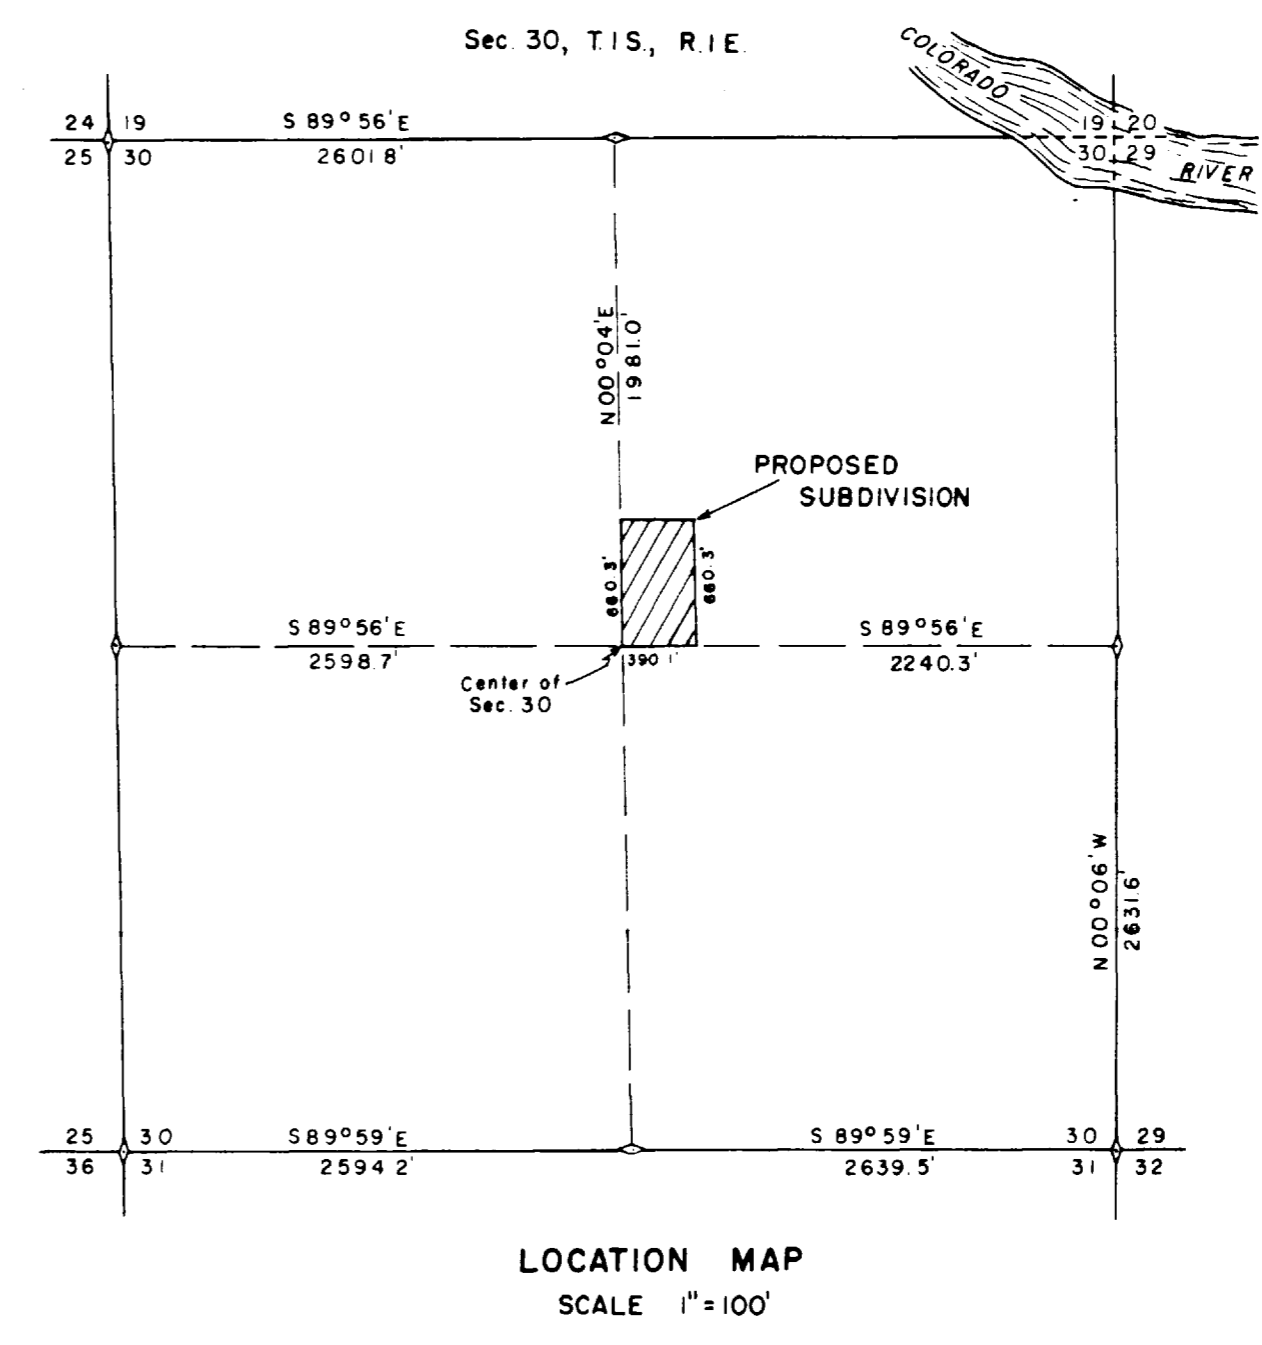 Sec. 30, T.1S., R.1E.
COLORADO
RIVER
24 19
25 30
S 89° 56' E
2601.8'
19 20
30 29
N 00° 04' E
1981.0'
PROPOSED
SUBDIVISION
660.3'
660.3'
S 89° 56' E
2598.7'
390.1'
S 89° 56' E
2240.3'
Center of
Sec. 30
N 00° 06' W
2631.6'
25 30
36 31
S 89° 59' E
2594.2'
S 89° 59' E
2639.5'
30 29
31 32
LOCATION MAP
SCALE 1" = 100'